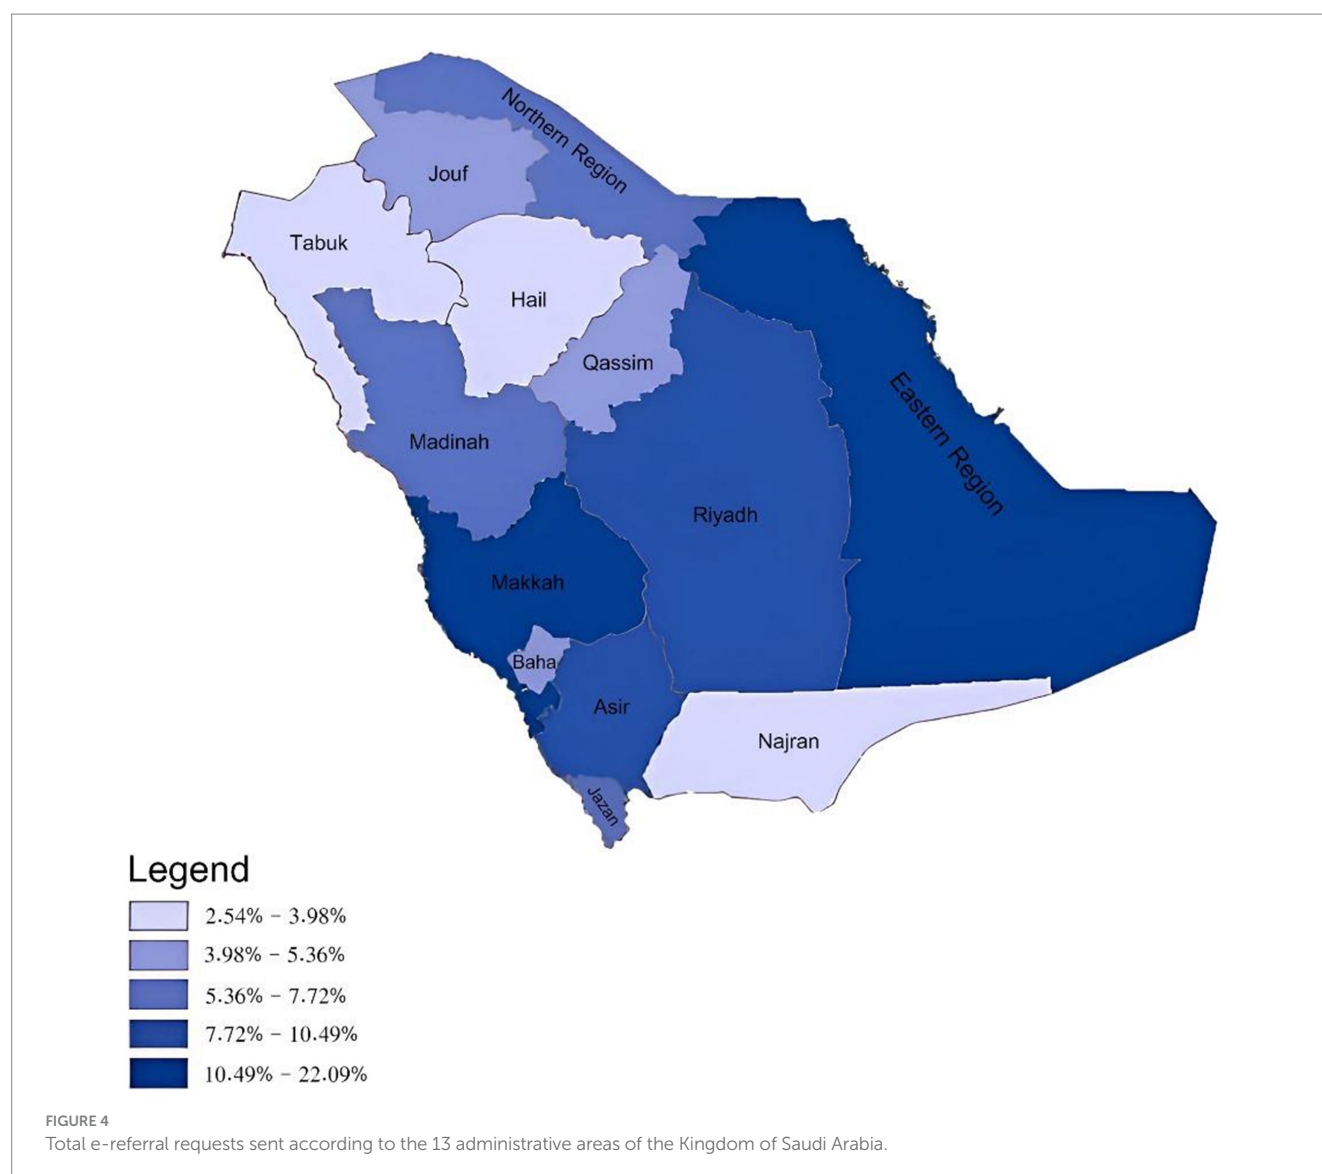 Northern Region
Jouf
Tabuk
Hail
Qassim
Eastern Region
Madinah
Riyadh
Makkah
Baha
Asir
Najran
Jazan
Legend
2.54% – 3.98%
3.98% – 5.36%
5.36% – 7.72%
7.72% – 10.49%
10.49% – 22.09%
FIGURE 4
Total e-referral requests sent according to the 13 administrative areas of the Kingdom of Saudi Arabia.